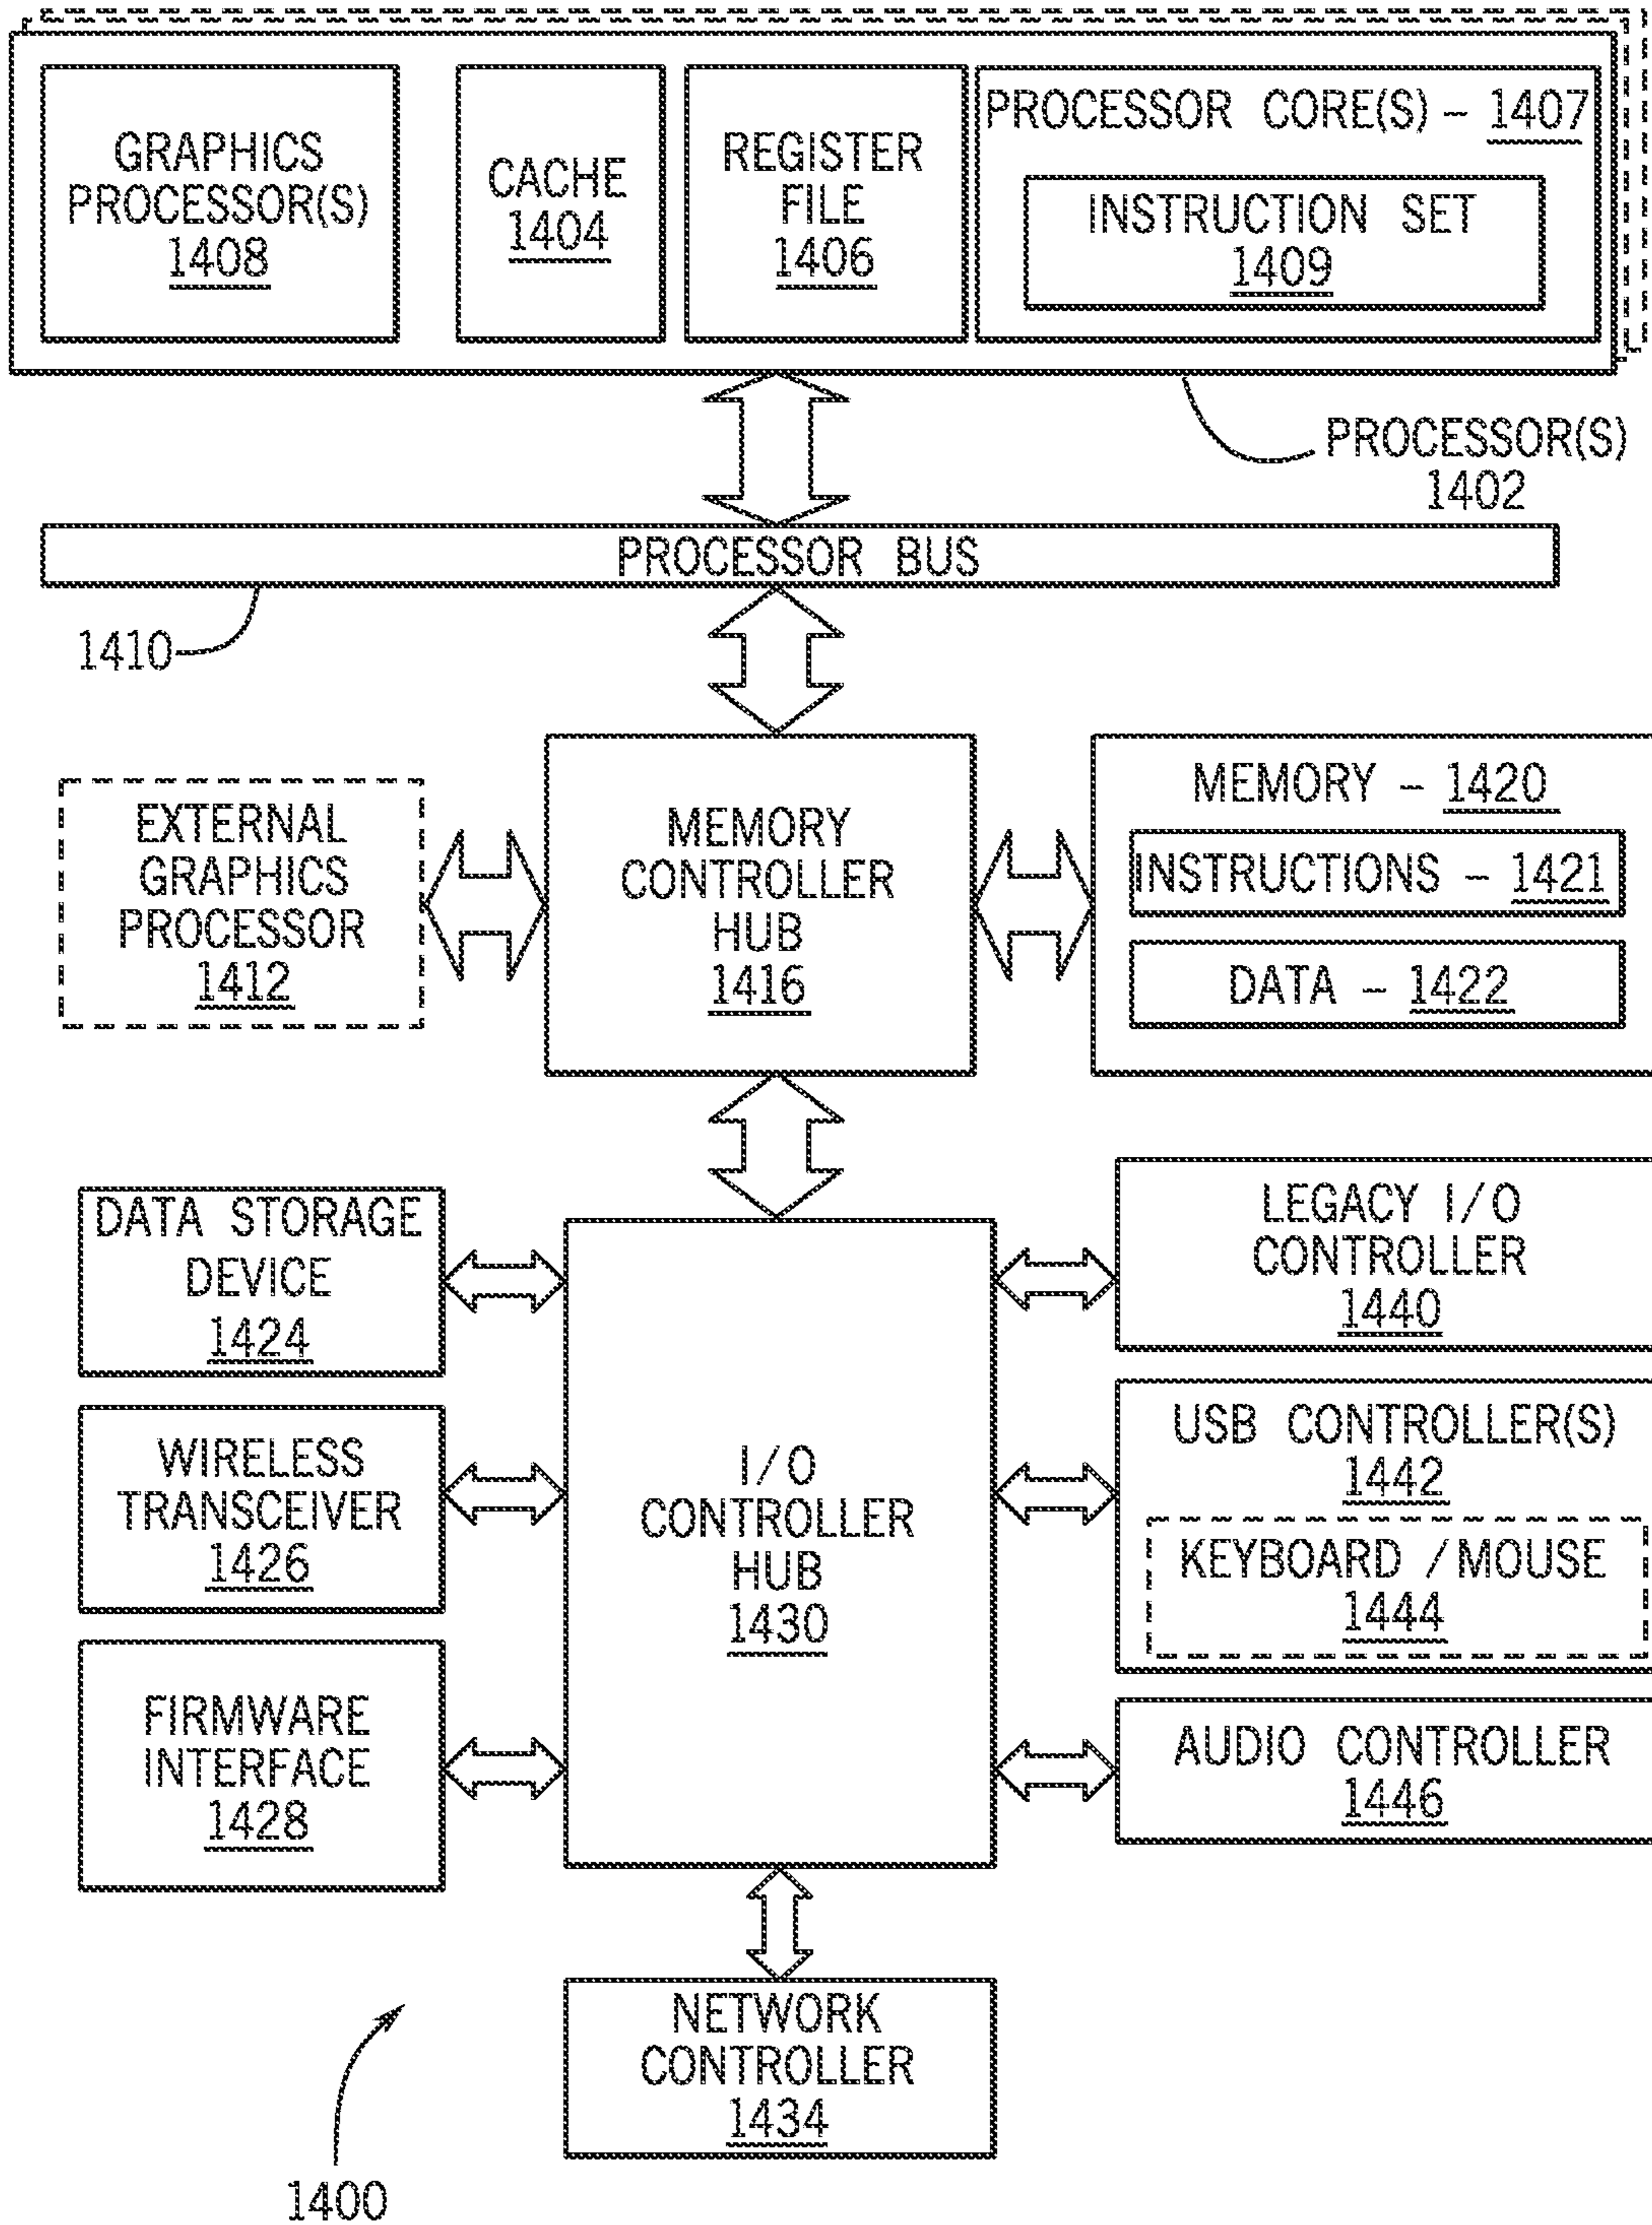 GRAPHICS
PROCESSOR(S)
1408
CACHE
1404
REGISTER
FILE
1406
PROCESSOR CORE(S) - 1407
INSTRUCTION SET
1409
PROCESSOR(S)
1402
PROCESSOR BUS
1410
EXTERNAL
GRAPHICS
PROCESSOR
1412
MEMORY
CONTROLLER
HUB
1416
MEMORY - 1420
INSTRUCTIONS - 1421
DATA - 1422
DATA STORAGE
DEVICE
1424
WIRELESS
TRANSCEIVER
1426
FIRMWARE
INTERFACE
1428
I/O
CONTROLLER
HUB
1430
LEGACY I/O
CONTROLLER
1440
USB CONTROLLER(S)
1442
KEYBOARD / MOUSE
1444
AUDIO CONTROLLER
1446
NETWORK
CONTROLLER
1434
1400